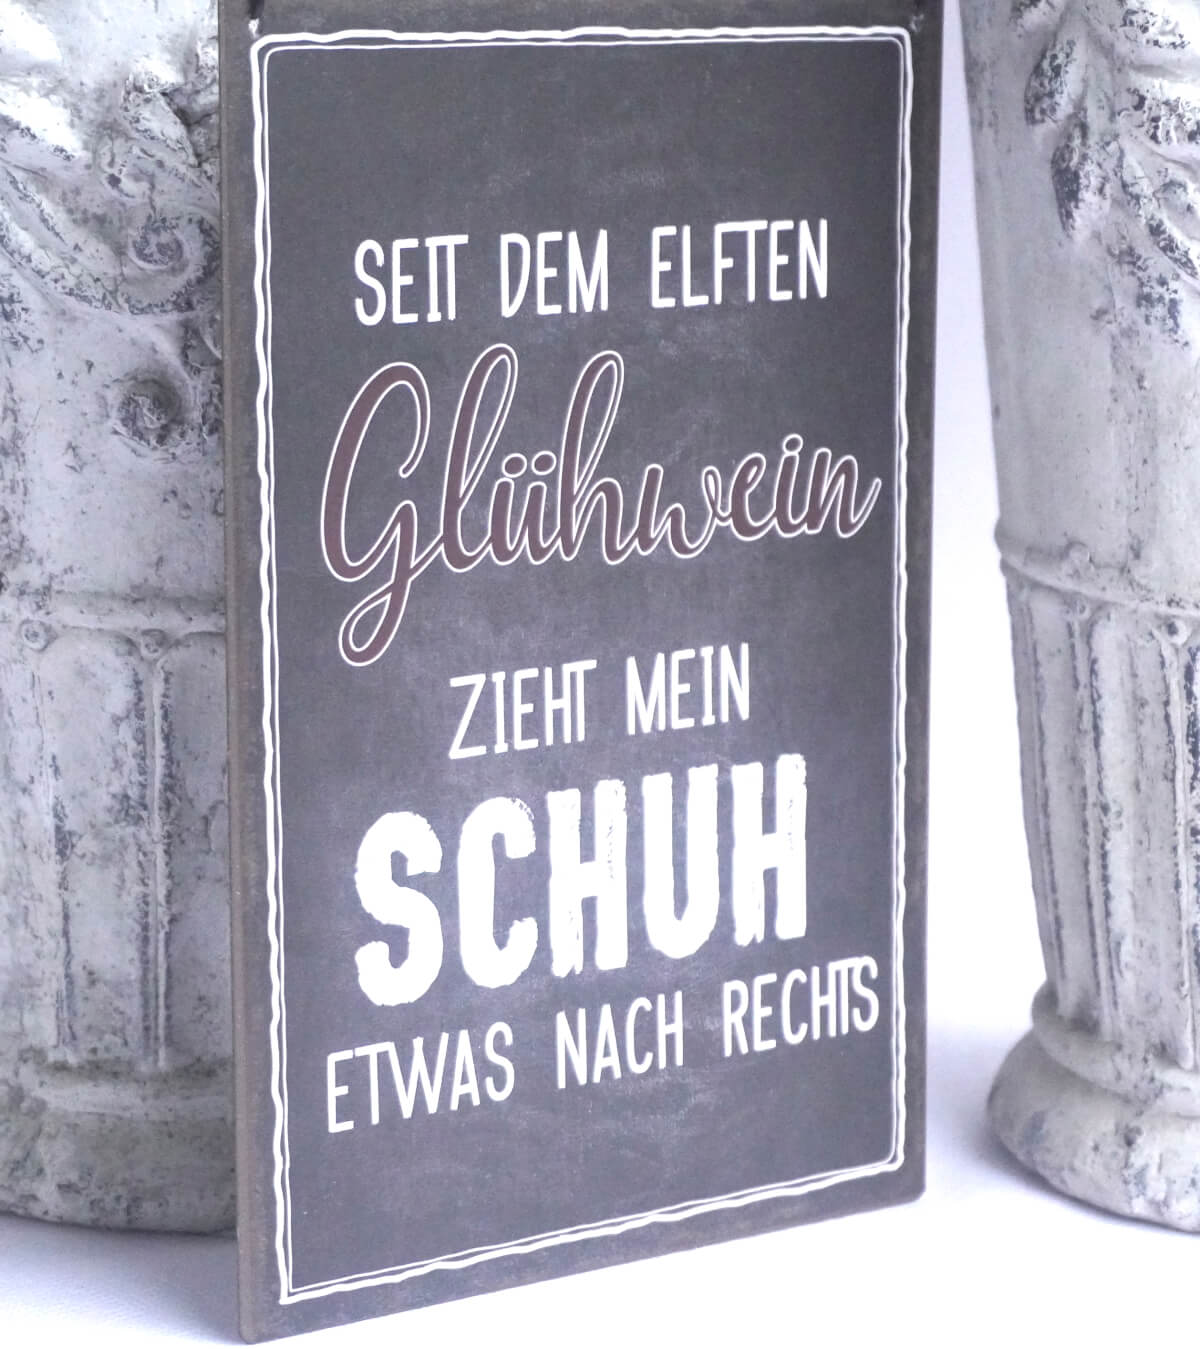 SEIT DEM ELFTEN
Glühwein
ZIEHT MEIN
SCHUH
ETWAS NACH RECHTS